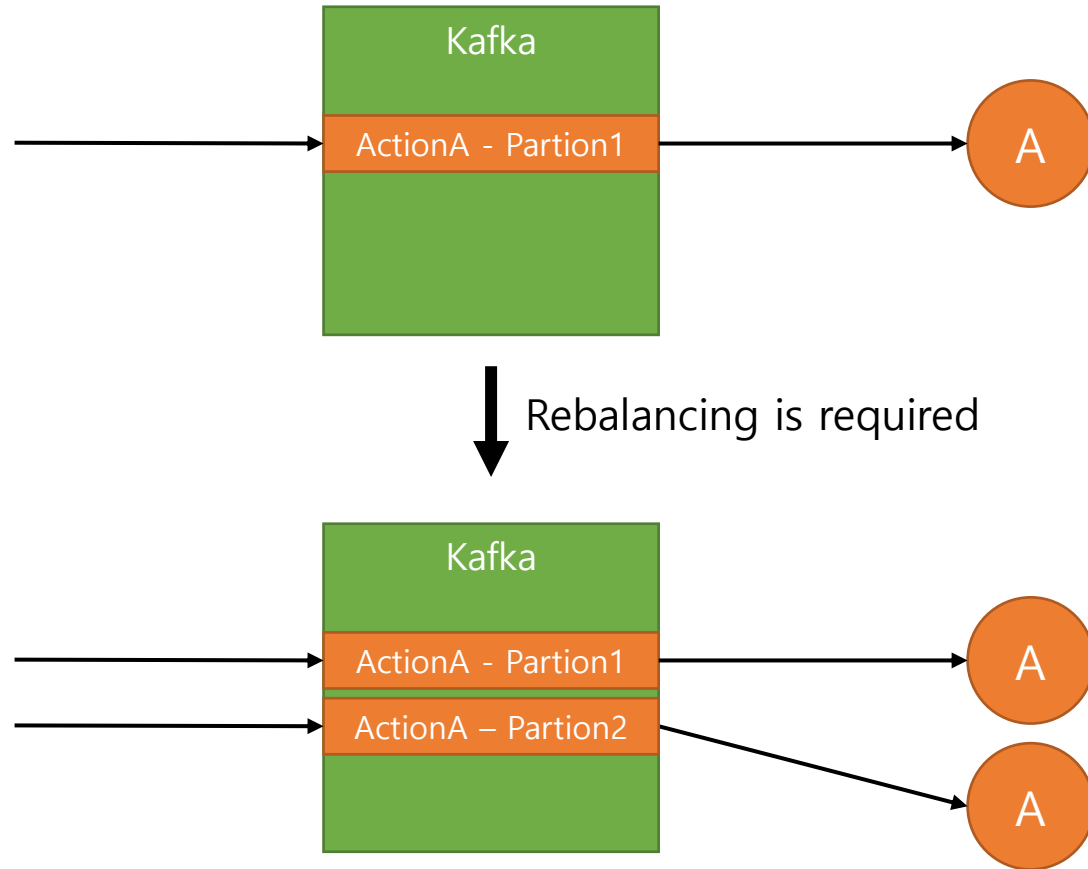 Kafka
ActionA - Partion1
A
Rebalancing is required
Kafka
ActionA - Partion1
A
ActionA – Partion2
A